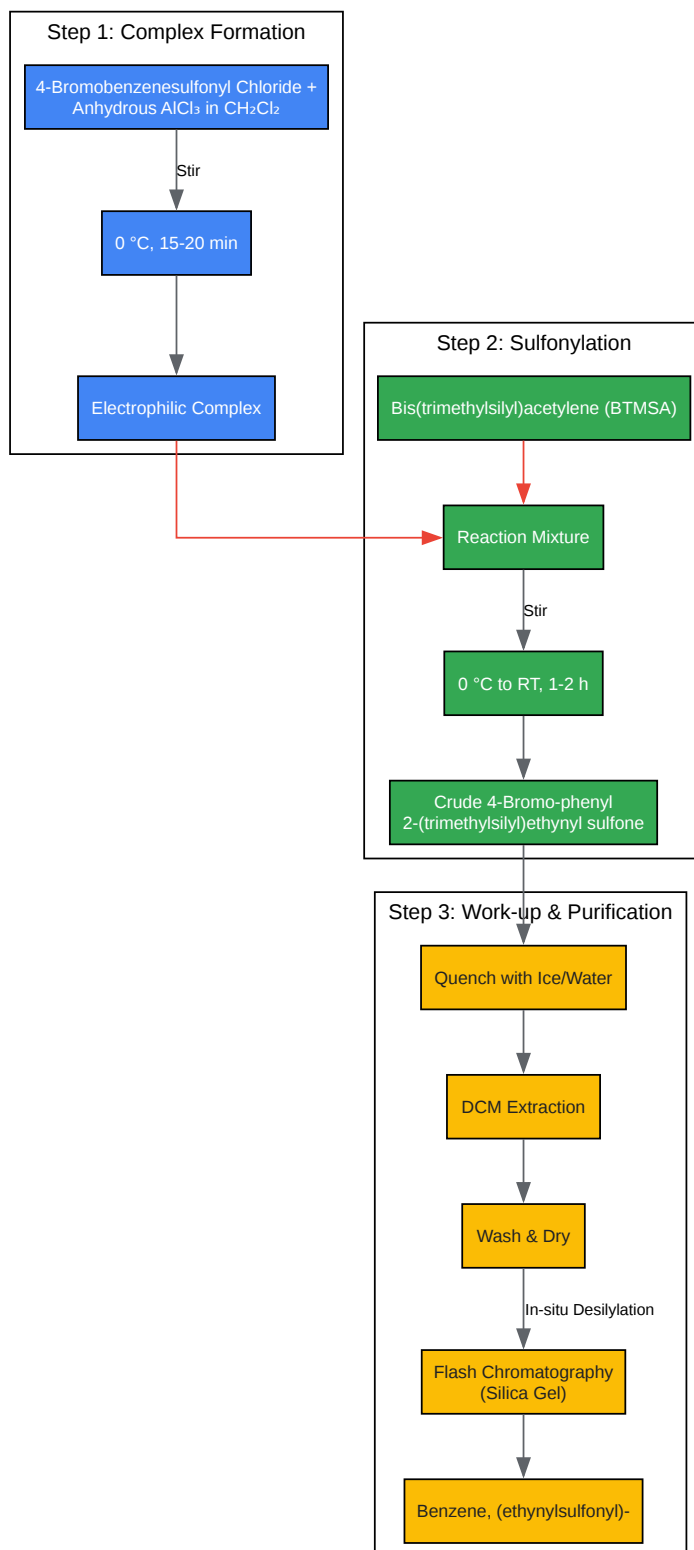 Step 1: Complex Formation
4-Bromobenzenesulfonyl Chloride +
Anhydrous AlCl₃ in CH₂Cl₂
Stir
0 °C, 15-20 min
Electrophilic Complex
Step 2: Sulfonylation
Bis(trimethylsilyl)acetylene (BTMSA)
Reaction Mixture
Stir
0 °C to RT, 1-2 h
Crude 4-Bromo-phenyl
2-(trimethylsilyl)ethynyl sulfone
Step 3: Work-up & Purification
Quench with Ice/Water
DCM Extraction
Wash & Dry
In-situ Desilylation
Flash Chromatography
(Silica Gel)
Benzene, (ethynylsulfonyl)-